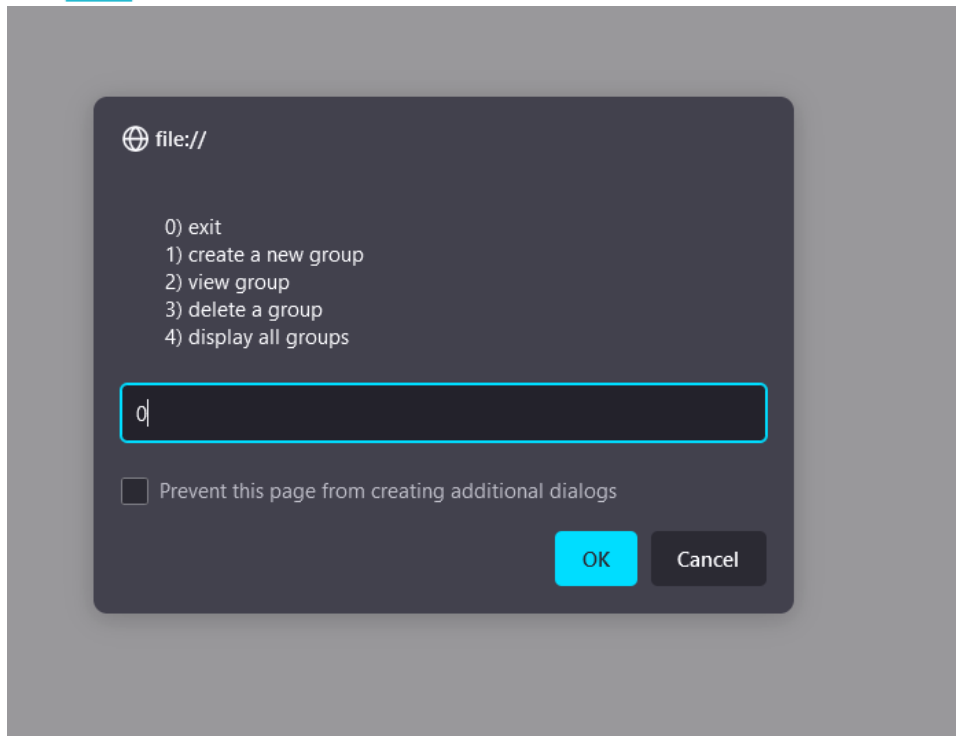 file://
0) exit
1) create a new group
2) view group
3) delete a group
4) display all groups
0
Prevent this page from creating additional dialogs
OK
Cancel